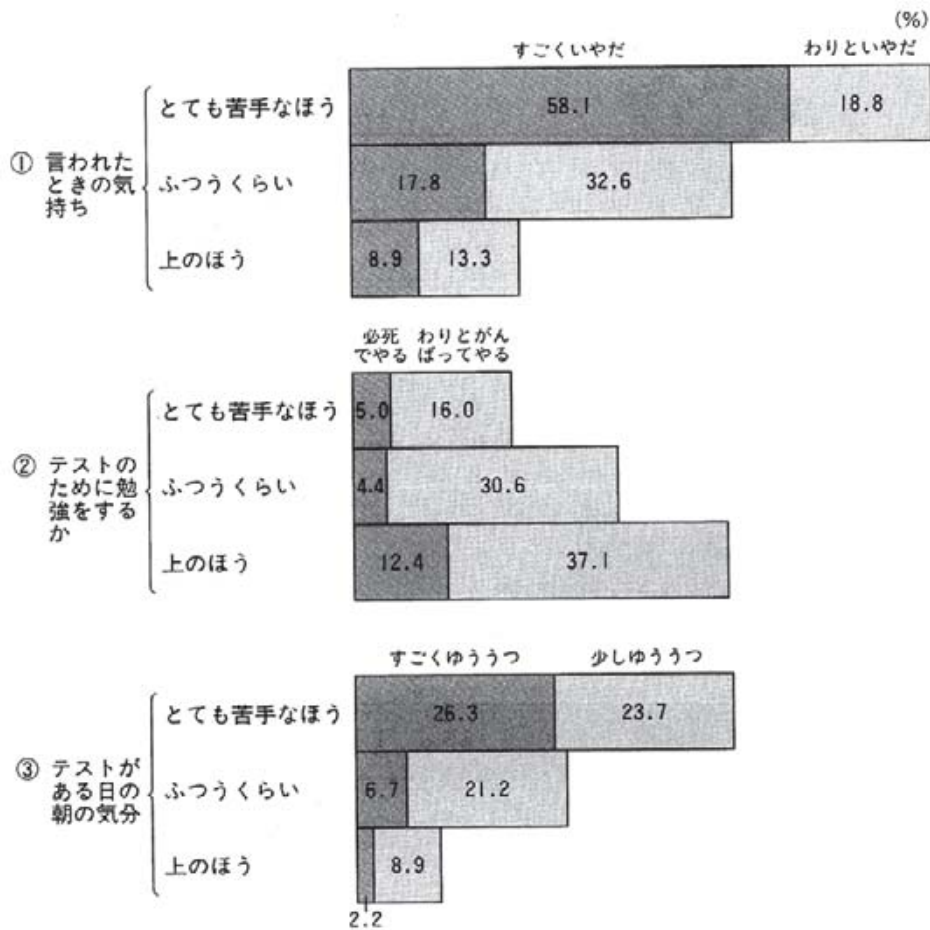 (%)
すごくいやだ わりといやだ
とても苦手なほう 58.1 18.8
① 言われた
ときの気
持ち
ふつうくらい 17.8 32.6
上のほう 8.9 13.3
必死
でやる
わりとがん
ばってやる
とても苦手なほう 5.0 16.0
② テストの
ために勉
強をする
か
ふつうくらい 4.4 30.6
上のほう 12.4 37.1
すごくゆううつ 少しゆううつ
とても苦手なほう 26.3 23.7
③ テストが
ある日の
朝の気分
ふつうくらい 6.7 21.2
上のほう 8.9
2.2